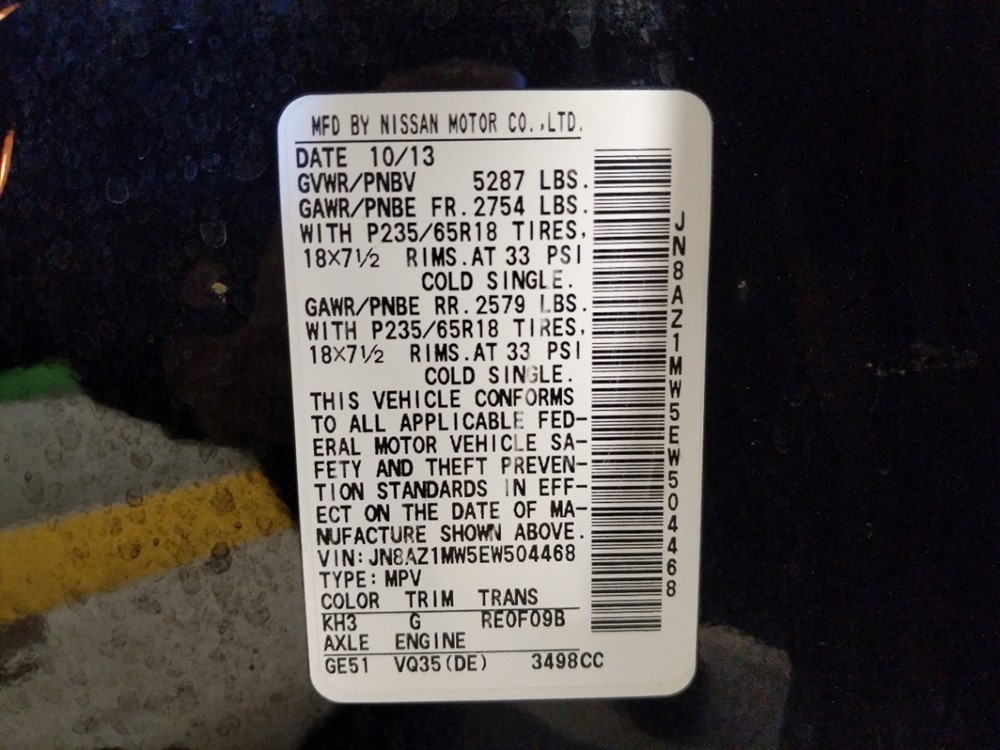 MFD BY NISSAN MOTOR CO.,LTD.
DATE 10/13
GVWR/PNBV 5287 LBS.
GAWR/PNBE FR.2754 LBS.
WITH P235/65R18 TIRES,
18×7½ RIMS.AT 33 PSI
COLD SINGLE.
GAWR/PNBE RR.2579 LBS.
WITH P235/65R18 TIRES,
18×7½ RIMS.AT 33 PSI
COLD SINGLE.
THIS VEHICLE CONFORMS
TO ALL APPLICABLE FED-
ERAL MOTOR VEHICLE SA-
FETY AND THEFT PREVEN-
TION STANDARDS IN EFF-
ECT ON THE DATE OF MA-
NUFACTURE SHOWN ABOVE.
VIN:JN8AZ1MW5EW504468
TYPE:MPV
COLOR TRIM TRANS
KH3 G RE0F09B
AXLE ENGINE
GE51 VQ35(DE) 3498CC
JN8AZ1MW5EW504468